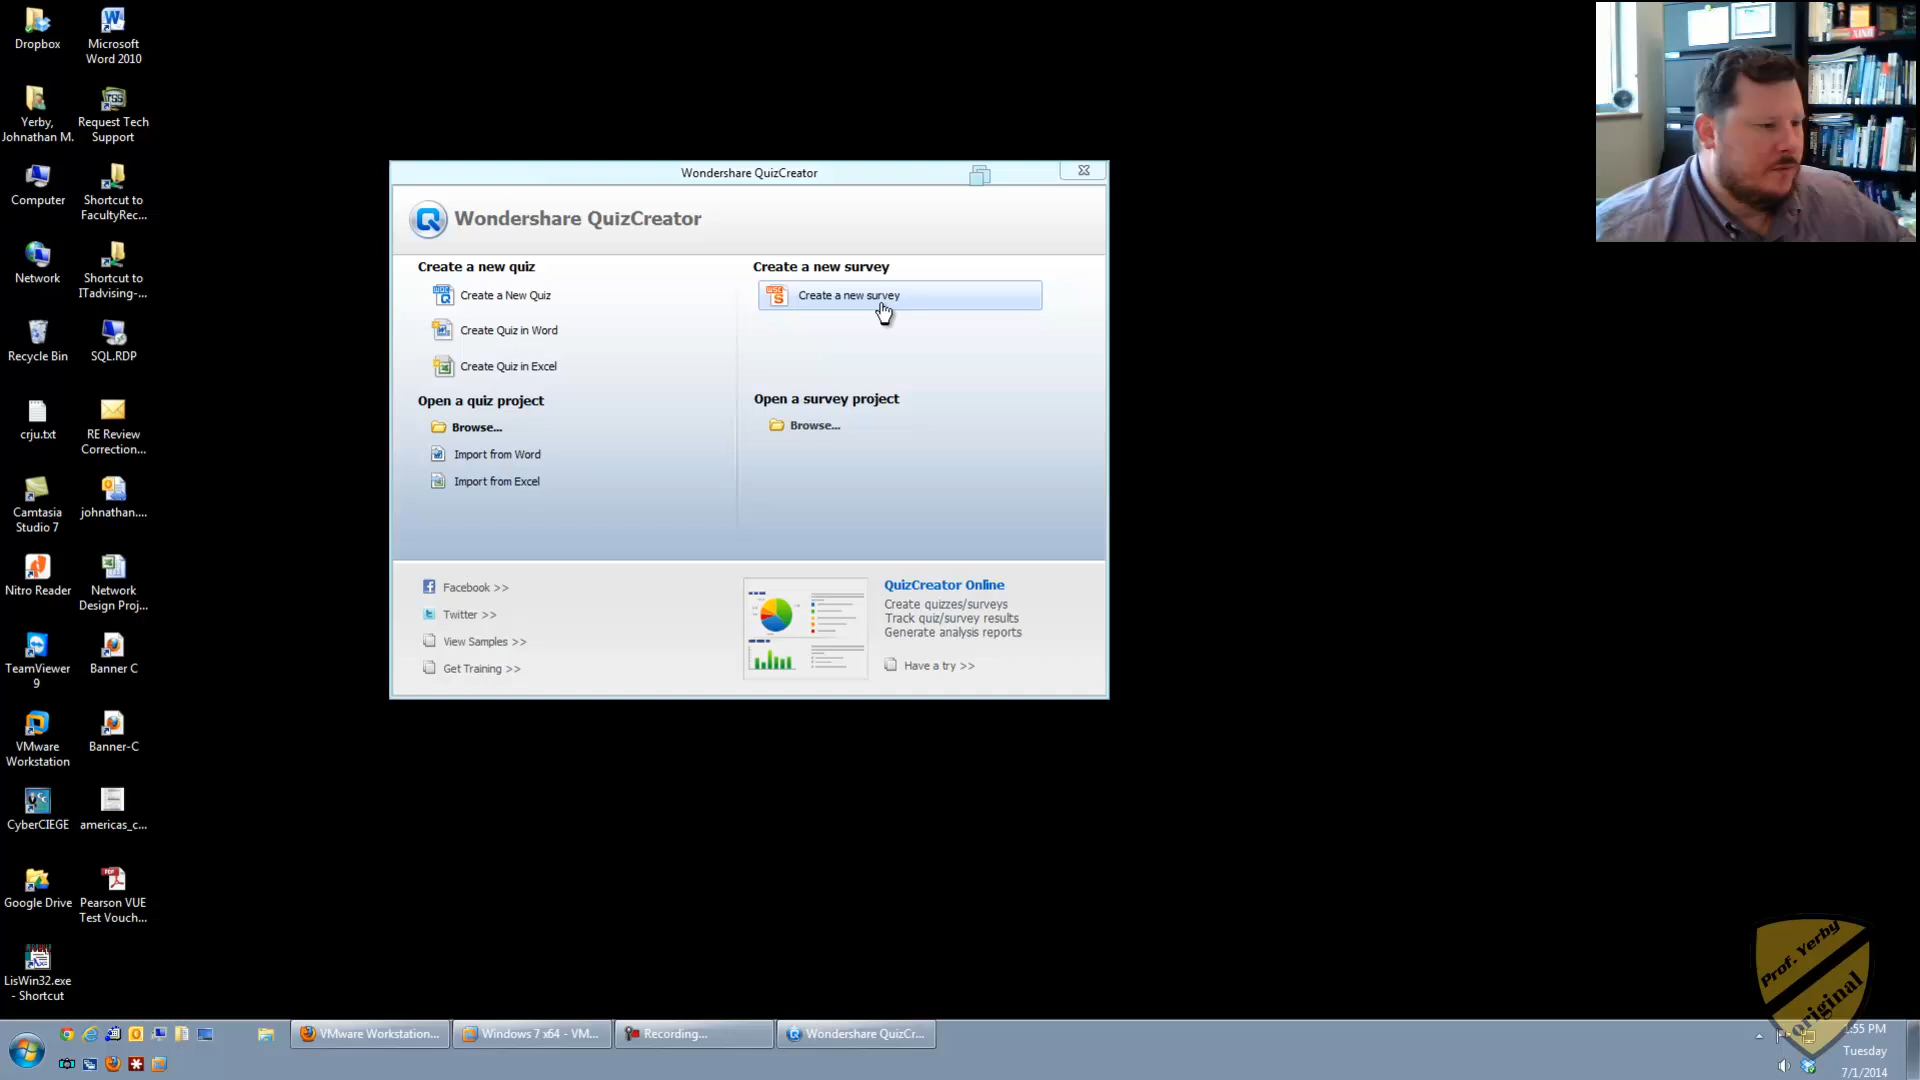 Dropbox
Microsoft
Word 2010
Yerby,
Johnathan M.
Request Tech
Support
Computer
Shortcut to
FacultyRec...
Network
Shortcut to
ITadvising-...
Recycle Bin
SQL.RDP
crju.txt
RE Review
Correction...
Camtasia
Studio 7
johnathan....
Nitro Reader
Network
Design Proj...
TeamViewer
9
Banner C
VMware
Workstation
Banner-C
CyberCIEGE
americas_c...
Google Drive
Pearson VUE
Test Vouch...
LisWin32.exe
- Shortcut
Wondershare QuizCreator
Wondershare QuizCreator
Create a new quiz
Create a New Quiz
Create Quiz in Word
Create Quiz in Excel
Open a quiz project
Browse...
Import from Word
Import from Excel
Create a new survey
Create a new survey
Open a survey project
Browse...
Facebook >>
Twitter >>
View Samples >>
Get Training >>
QuizCreator Online
Create quizzes/surveys
Track quiz/survey results
Generate analysis reports
Have a try >>
Prof. Yerby
original
VMware Workstation...
Windows 7 x64 - VM...
Recording...
Wondershare QuizCr...
:55 PM
Tuesday
7/1/2014